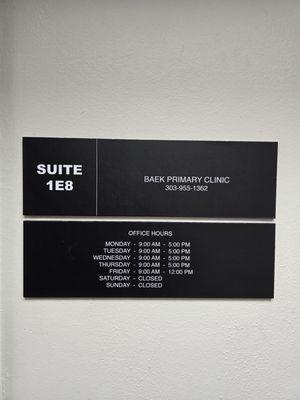 SUITE
1E8
BAEK PRIMARY CLINIC
303-955-1362
OFFICE HOURS
MONDAY - 9:00 AM - 5:00 PM
TUESDAY - 9:00 AM - 5:00 PM
WEDNESDAY - 9:00 AM - 5:00 PM
THURSDAY - 9:00 AM - 5:00 PM
FRIDAY - 9:00 AM - 12:00 PM
SATURDAY - CLOSED
SUNDAY - CLOSED